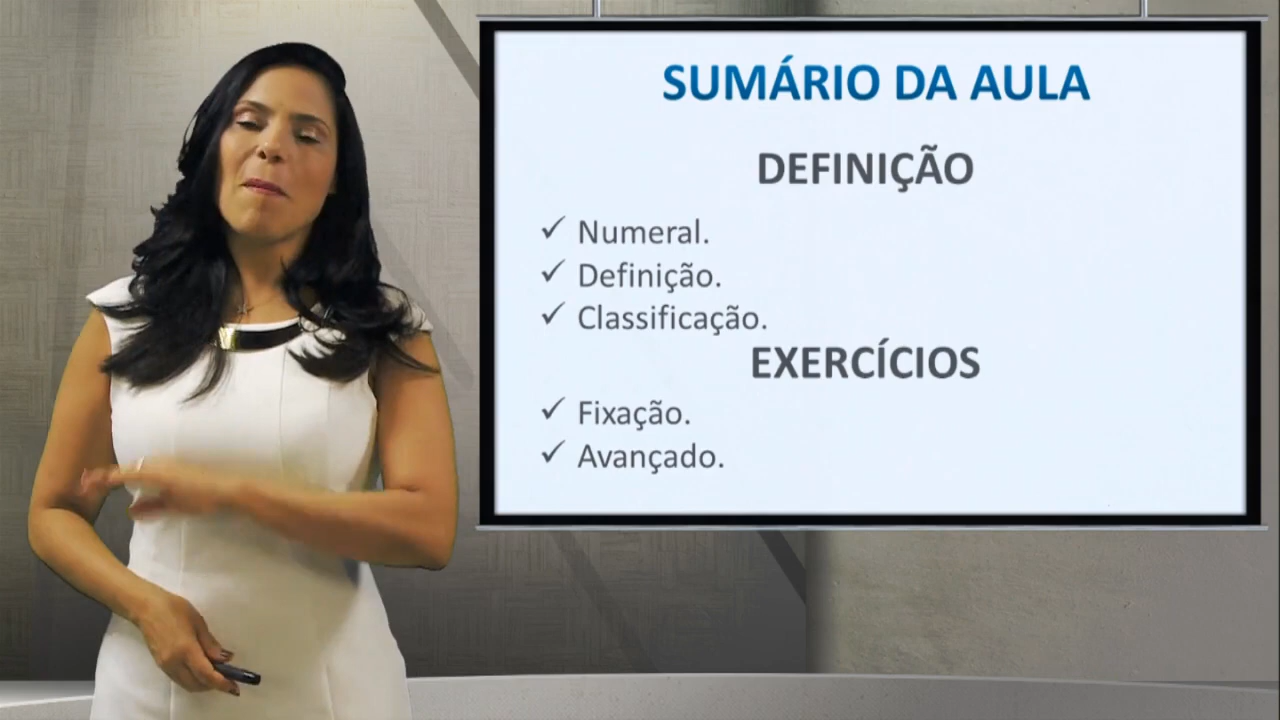 SUMÁRIO DA AULA
DEFINIÇÃO
✓ Numeral.
✓ Definição.
✓ Classificação.
EXERCÍCIOS
✓ Fixação.
✓ Avançado.